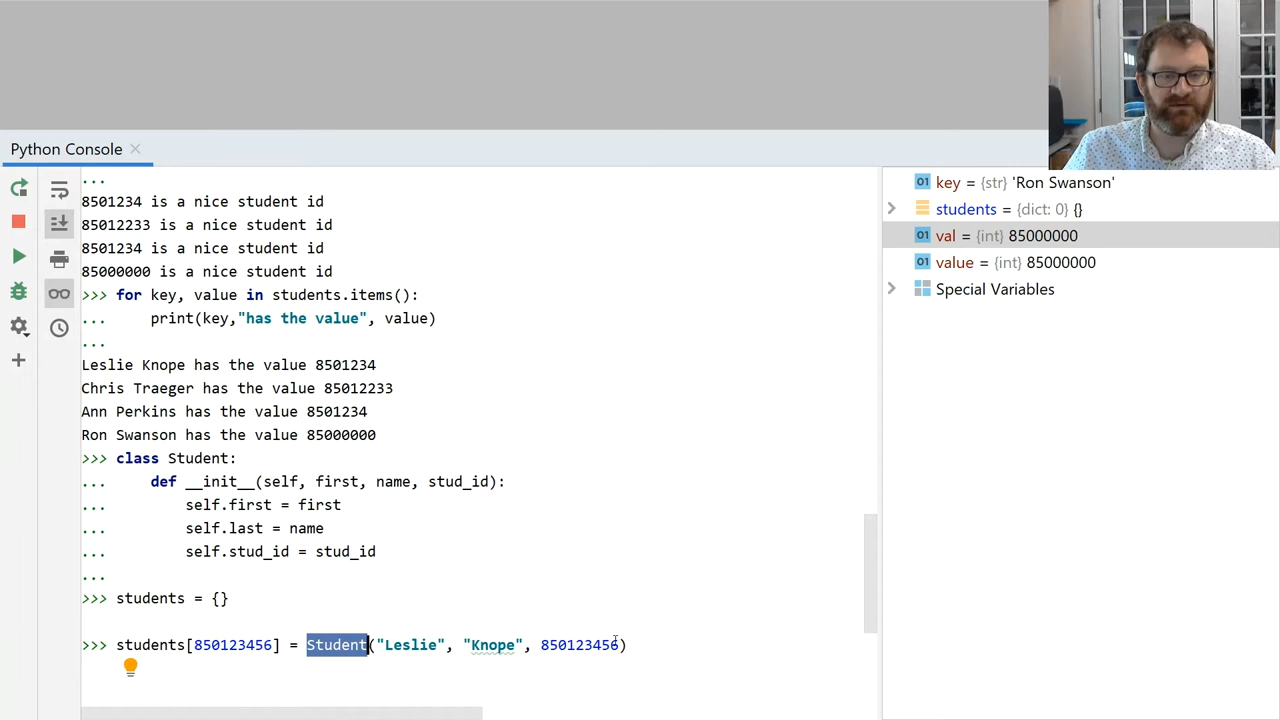 Python Console
...
8501234 is a nice student id
85012233 is a nice student id
8501234 is a nice student id
85000000 is a nice student id
>>> for key, value in students.items():
...     print(key,"has the value", value)
...
Leslie Knope has the value 8501234
Chris Traeger has the value 85012233
Ann Perkins has the value 8501234
Ron Swanson has the value 85000000
>>> class Student:
...     def __init__(self, first, name, stud_id):
...         self.first = first
...         self.last = name
...         self.stud_id = stud_id
...
>>> students = {}
>>> students[850123456] = Student("Leslie", "Knope", 850123456)
01 key = {str} 'Ron Swanson'
students = {dict: 0} {}
01 val = {int} 85000000
01 value = {int} 85000000
Special Variables